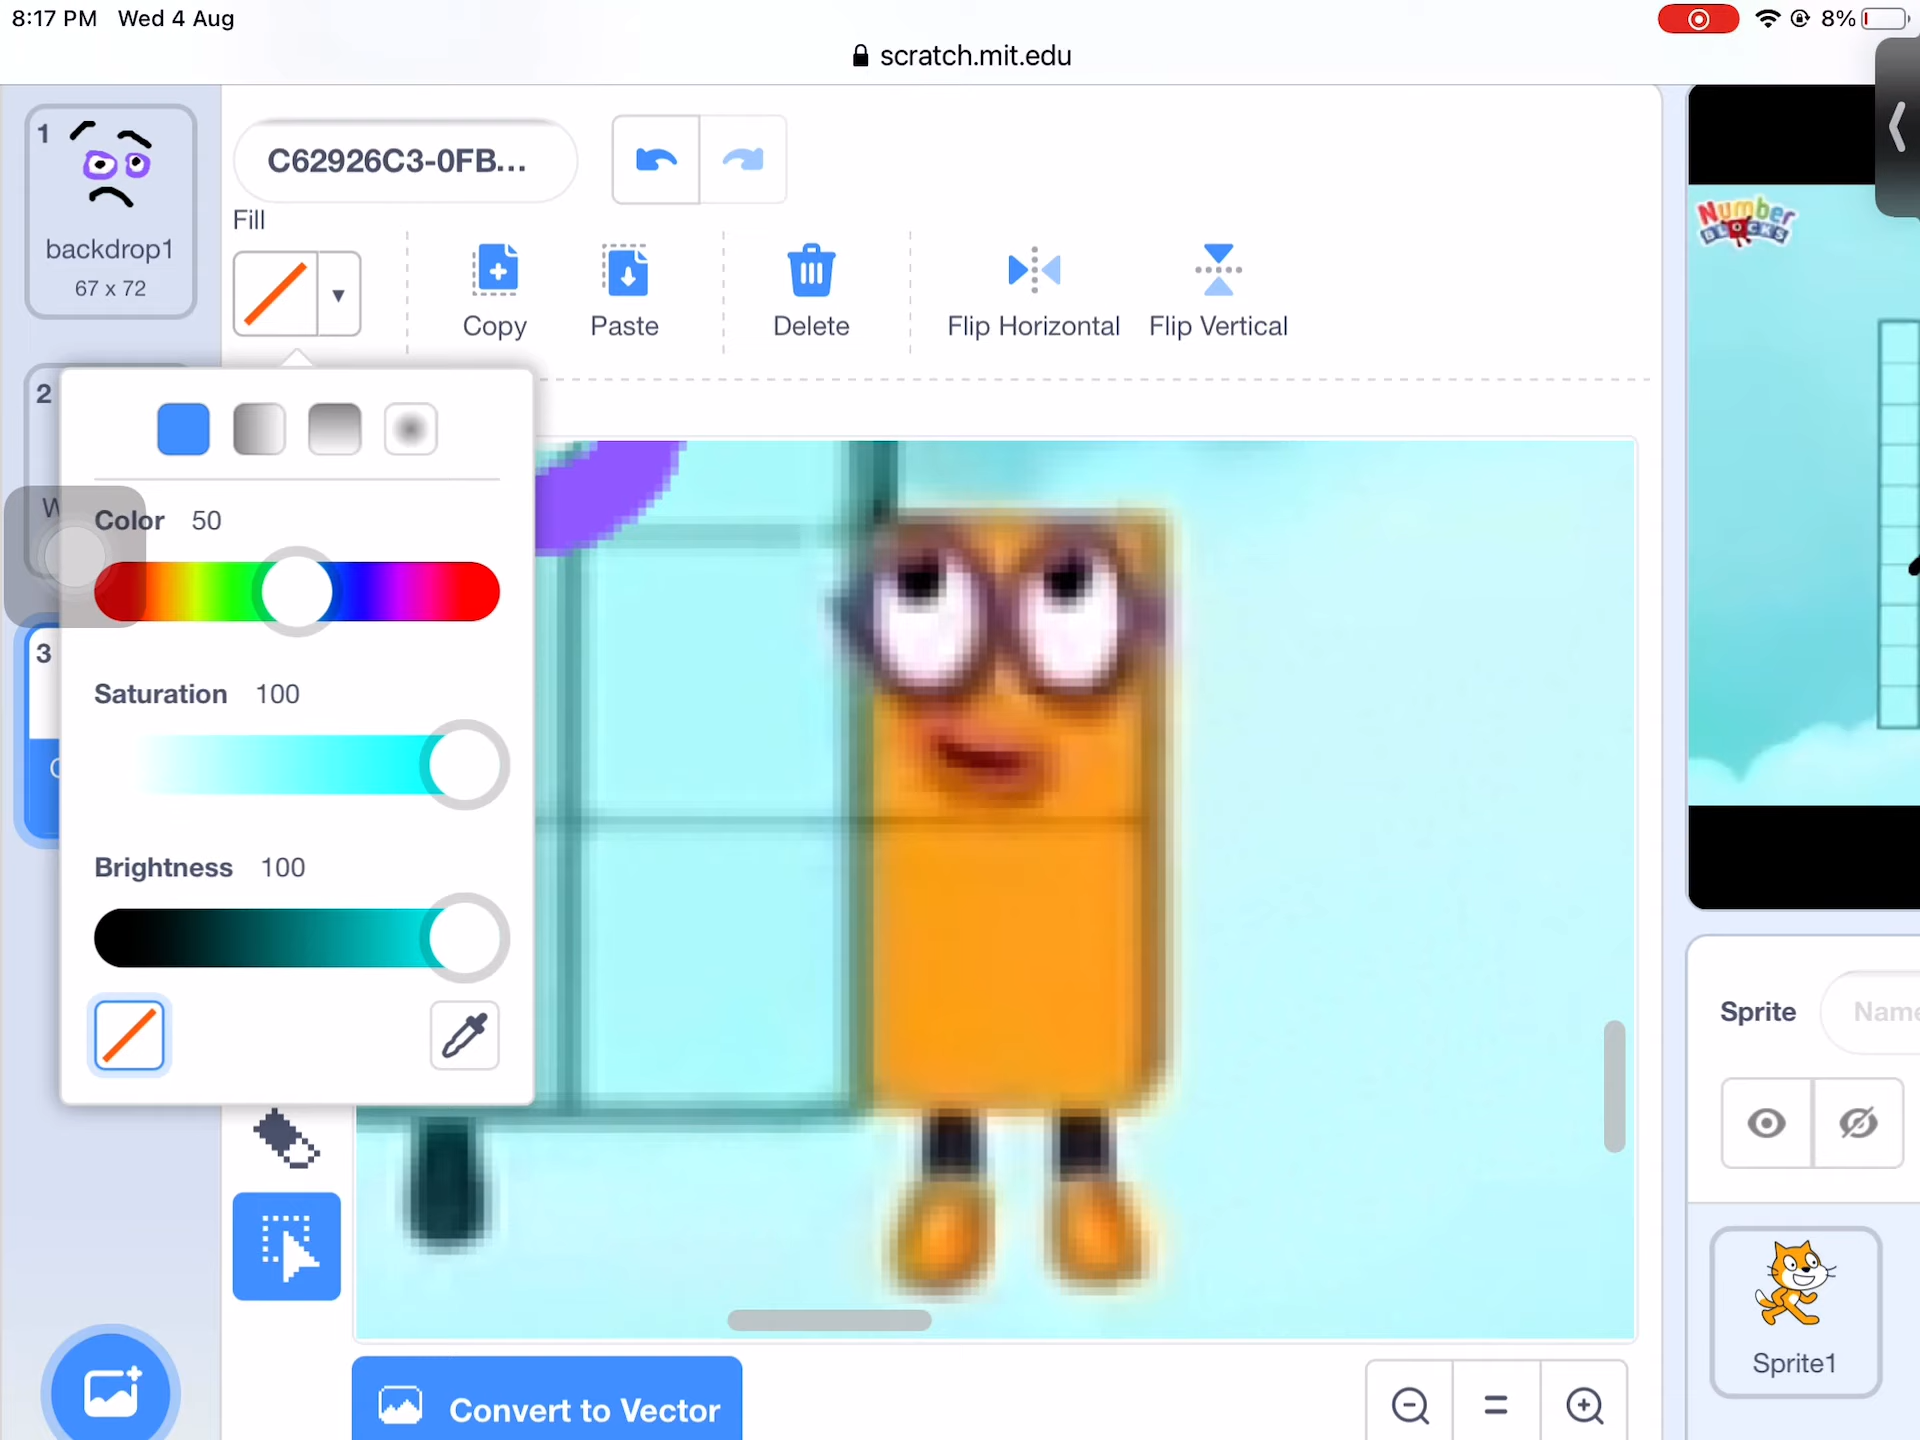 8:17 PM Wed 4 Aug
8%
scratch.mit.edu
1
backdrop1
67 x 72
2
W
3
C62926C3-0FB...
Fill
Copy
Paste
Delete
Flip Horizontal
Flip Vertical
Color 50
Saturation 100
Brightness 100
Convert to Vector
Number
BLOCKS
Sprite
Name
Sprite1